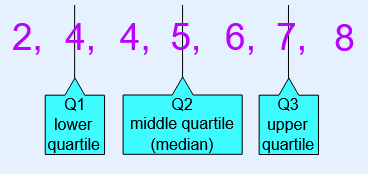 2, 4, 4, 5, 6, 7, 8
Q1
lower
quartile
Q2
middle quartile
(median)
Q3
upper
quartile